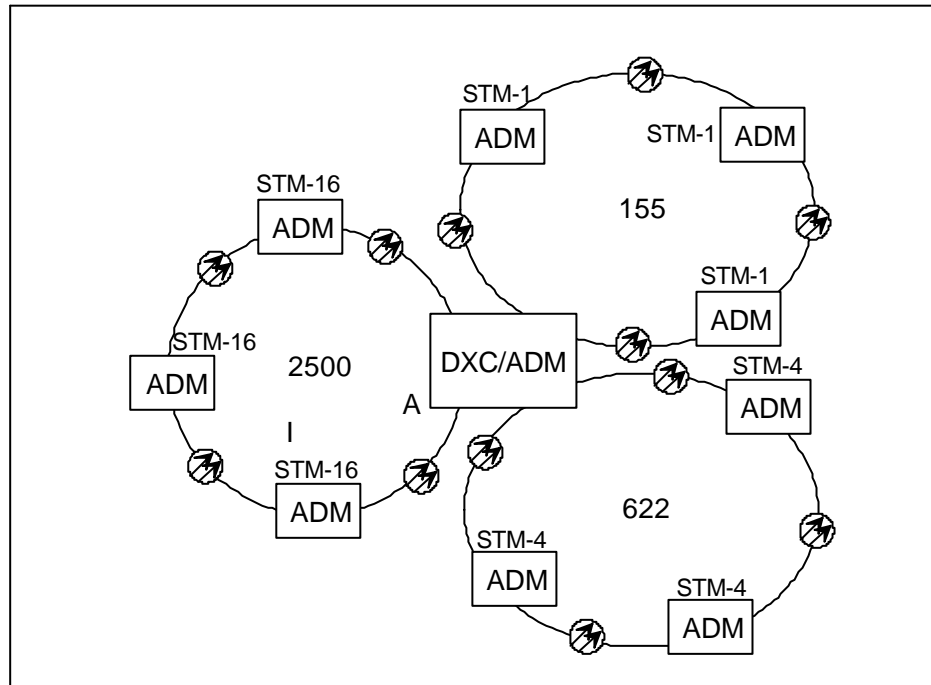 STM-1
ADM
STM-1
ADM
STM-16
ADM
155
STM-1
ADM
STM-16
ADM
2500
DXC/ADM
A
STM-4
ADM
I
STM-16
ADM
622
STM-4
ADM
STM-4
ADM